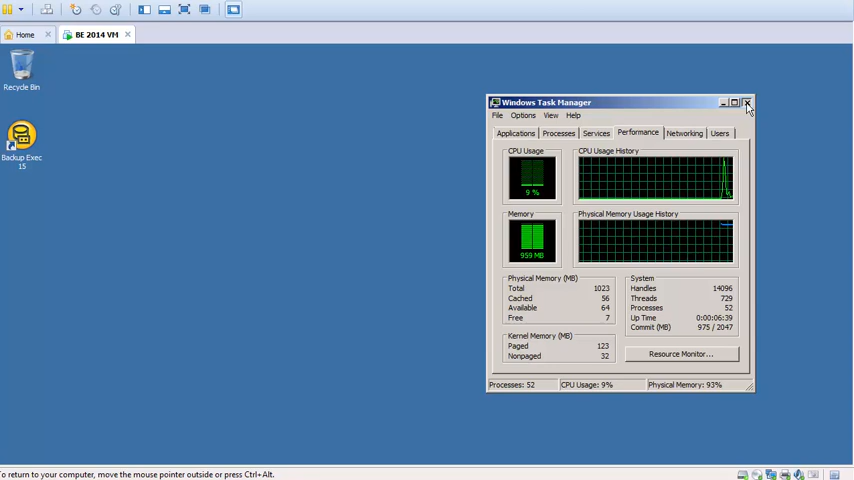 Home
BE 2014 VM
Recycle Bin
Backup Exec
15
Windows Task Manager
File Options View Help
Applications Processes Services Performance Networking Users
CPU Usage CPU Usage History
9 %
Memory Physical Memory Usage History
959 MB
Physical Memory (MB)
Total 1023
Cached 56
Available 64
Free 7
Kernel Memory (MB)
Paged 123
Nonpaged 32
System
Handles 14096
Threads 729
Processes 52
Up Time 0:00:06:39
Commit (MB) 975 / 2047
Resource Monitor...
Processes: 52 CPU Usage: 9% Physical Memory: 93%
To return to your computer, move the mouse pointer outside or press Ctrl+Alt.